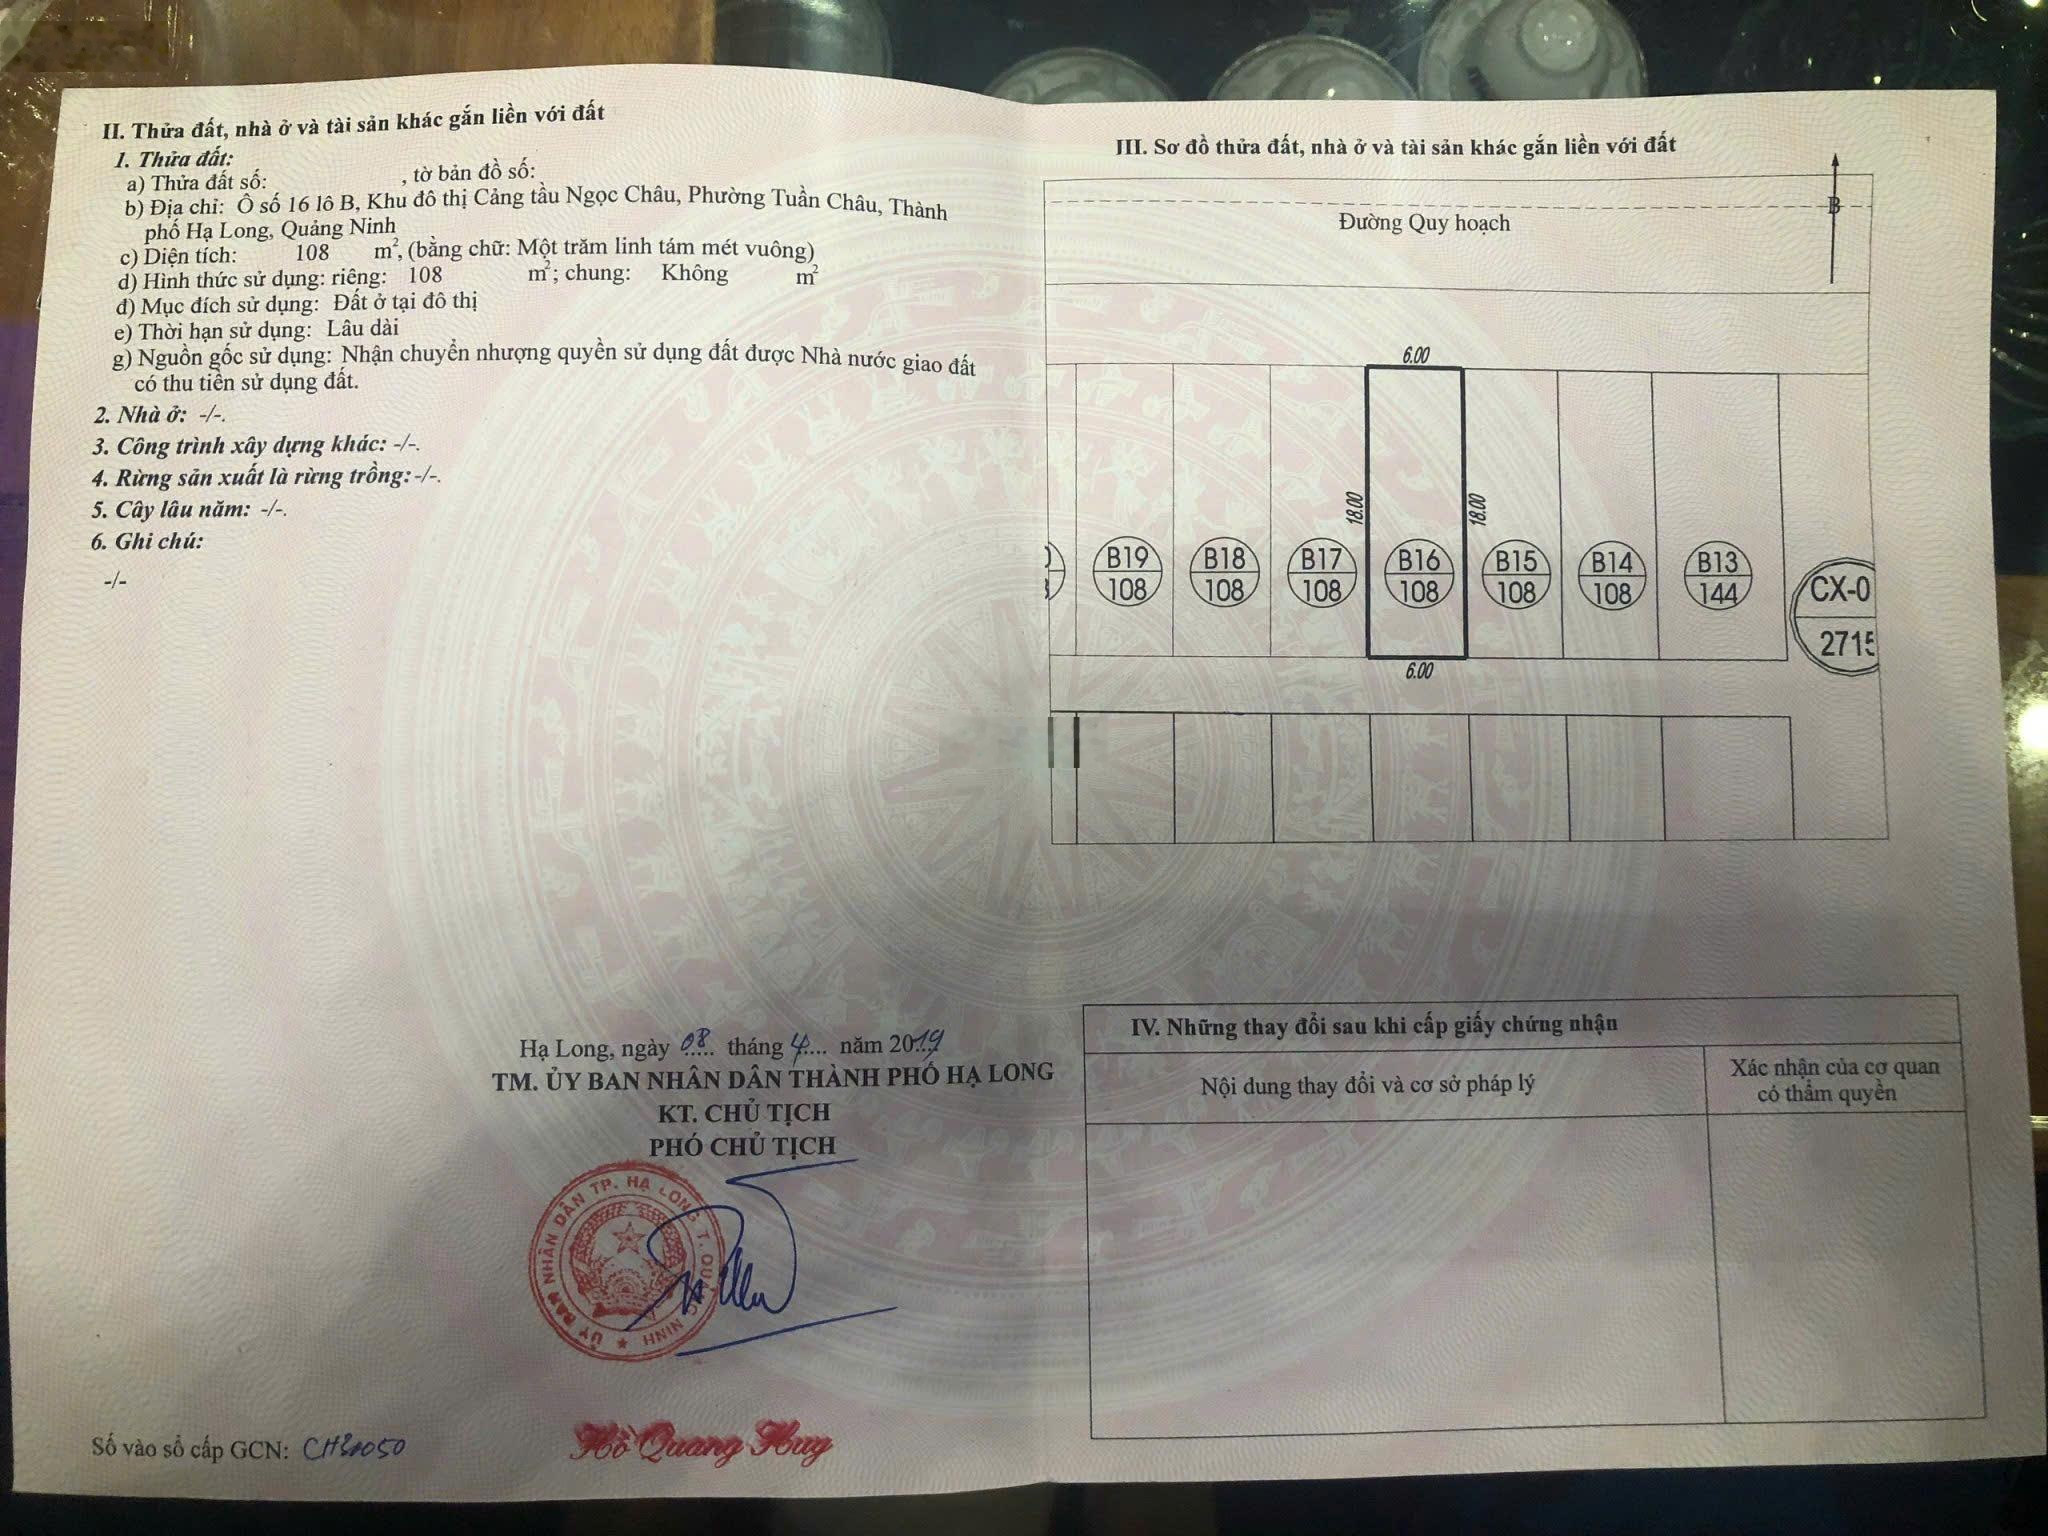 II. Thửa đất, nhà ở và tài sản khác gắn liền với đất
1. Thửa đất:
a) Thửa đất số: , tờ bản đồ số:
b) Địa chỉ: Ô số 16 lô B, Khu đô thị Cảng tầu Ngọc Châu, Phường Tuần Châu, Thành
phố Hạ Long, Quảng Ninh
c) Diện tích: 108 m², (bằng chữ: Một trăm linh tám mét vuông)
d) Hình thức sử dụng: riêng: 108 m²; chung: Không m²
đ) Mục đích sử dụng: Đất ở tại đô thị
e) Thời hạn sử dụng: Lâu dài
g) Nguồn gốc sử dụng: Nhận chuyển nhượng quyền sử dụng đất được Nhà nước giao đất
có thu tiền sử dụng đất.
2. Nhà ở: -/-.
3. Công trình xây dựng khác: -/-.
4. Rừng sản xuất là rừng trồng: -/-.
5. Cây lâu năm: -/-.
6. Ghi chú:
-/-
Hạ Long, ngày 08 tháng 4 năm 2019
TM. ỦY BAN NHÂN DÂN THÀNH PHỐ HẠ LONG
KT. CHỦ TỊCH
PHÓ CHỦ TỊCH
ỦY BAN NHÂN DÂN TP. HẠ LONG T. QUẢNG NINH
Hồ Quang Huy
Số vào sổ cấp GCN:
III. Sơ đồ thửa đất, nhà ở và tài sản khác gắn liền với đất
B
Đường Quy hoạch
6.00
18.00
18.00
B19
108
B18
108
B17
108
B16
108
B15
108
B14
108
B13
144
CX-0
2715
6.00
IV. Những thay đổi sau khi cấp giấy chứng nhận
Nội dung thay đổi và cơ sở pháp lý
Xác nhận của cơ quan
có thẩm quyền